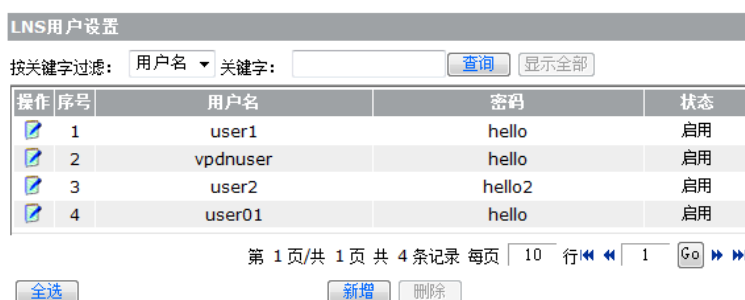 LNS用户设置
按关键字过滤： 用户名 关键字： 查询 显示全部
操作 序号 用户名 密码 状态
1 user1 hello 启用
2 vpdnuser hello 启用
3 user2 hello2 启用
4 user01 hello 启用
第 1 页/共 1 页 共 4 条记录 每页 10 行 1 Go
全选 新增 删除